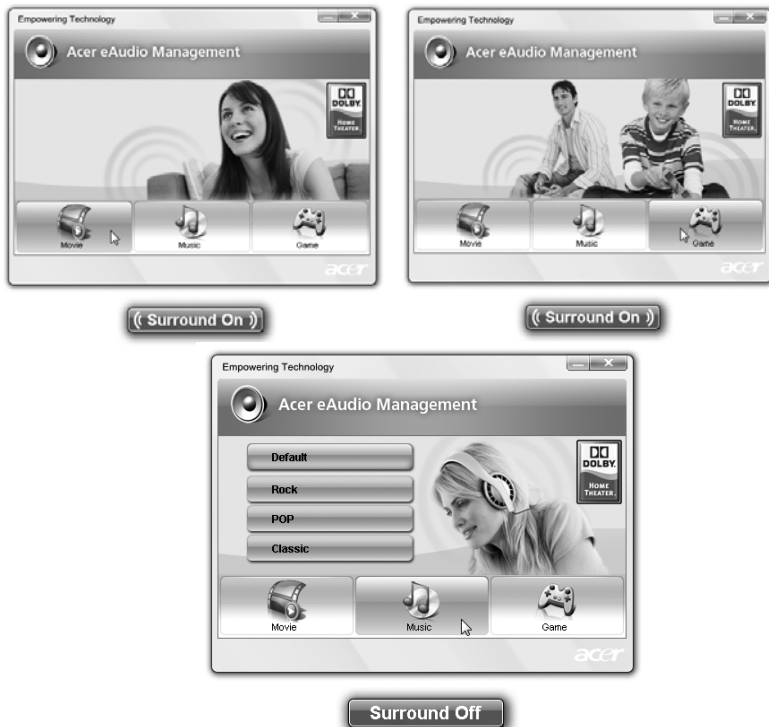 Empowering Technology
Acer eAudio Management
DOLBY
HOME
THEATER
Movie
Music
Game
acer
(( Surround On ))
Empowering Technology
Acer eAudio Management
DOLBY
HOME
THEATER
Movie
Music
Game
acer
(( Surround On ))
Empowering Technology
Acer eAudio Management
Default
Rock
POP
Classic
DOLBY
HOME
THEATER
Movie
Music
Game
acer
Surround Off